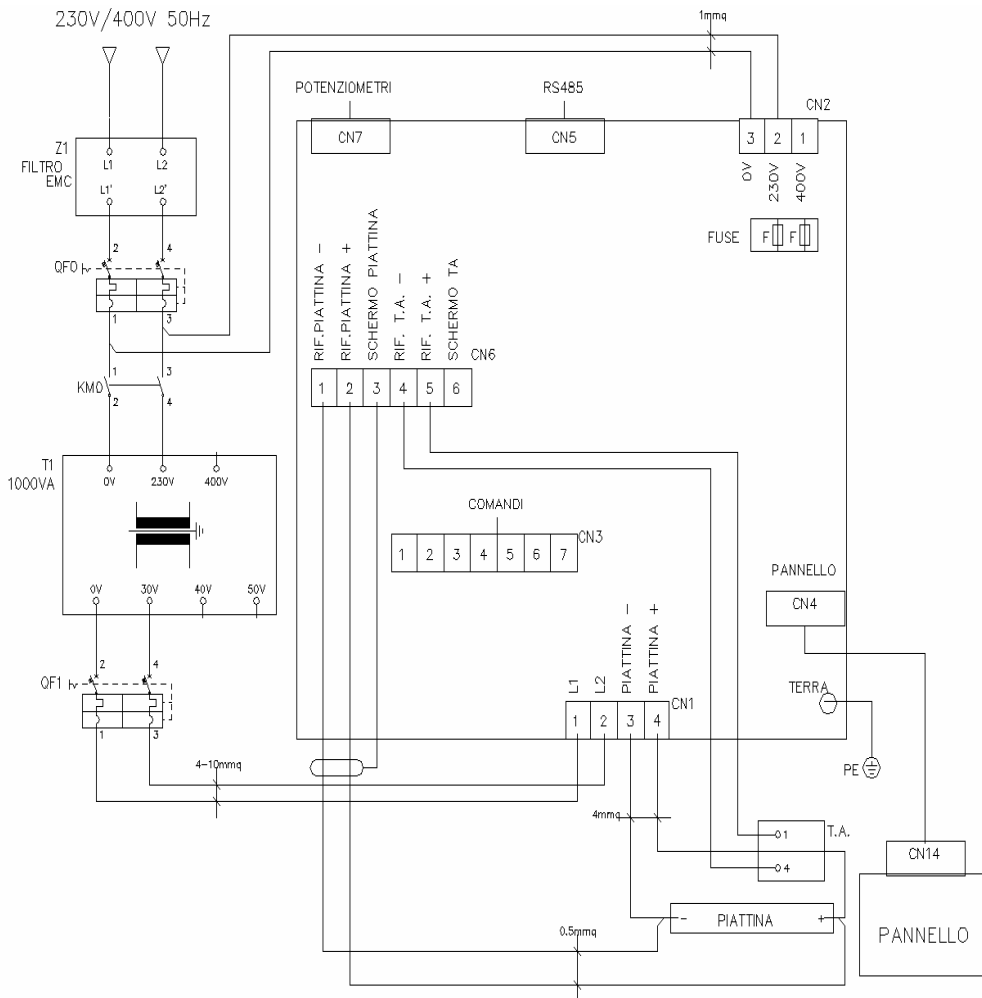 230V/400V 50Hz
1mmq
POTENZIOMETRI
RS485
CN2
CN7
CN5
3 2 1
0V
230V
400V
Z1
FILTRO
EMC
L1 L2
L1' L2'
FUSE
F F
2 4
QF0
1 3
RIF.PIATTINA -
RIF.PIATTINA +
SCHERMO PIATTINA
RIF. T.A. -
RIF. T.A. +
SCHERMO TA
CN6
1 2 3 4 5 6
1 3
KM0
2 4
T1
1000VA
0V 230V 400V
COMANDI
CN3
1 2 3 4 5 6 7
0V 30V 40V 50V
PANNELLO
CN4
2 4
QF1
1 3
L1
L2
PIATTINA -
PIATTINA +
CN1
1 2 3 4
TERRA
PE
4-10mmq
4mmq
1
T.A.
4
CN14
- PIATTINA +
0.5mmq
PANNELLO